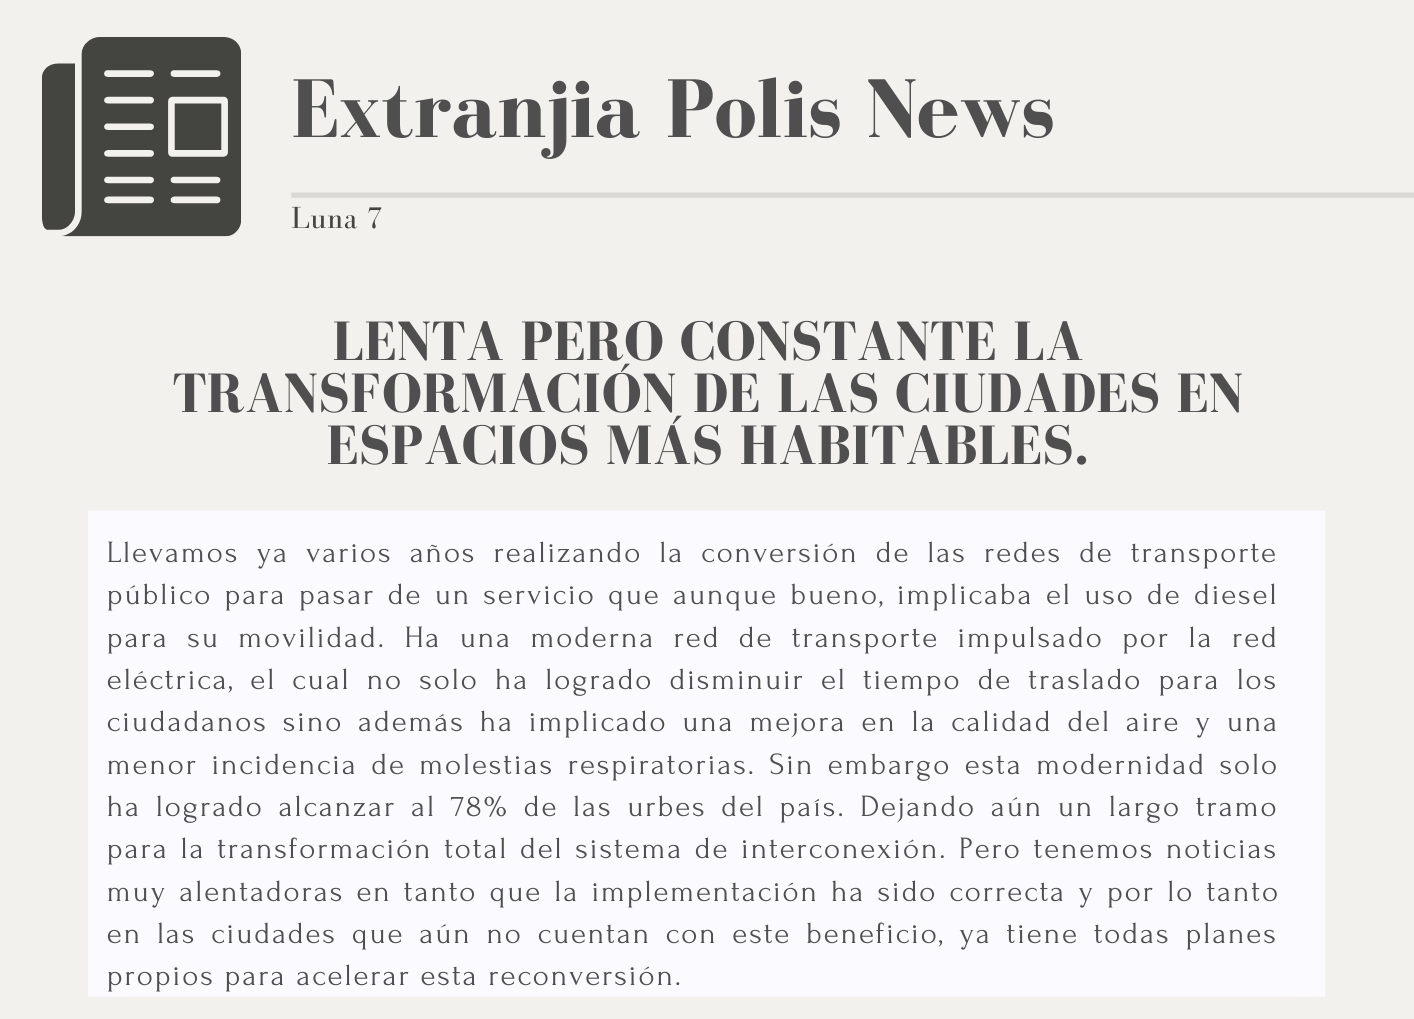 Extranjia Polis News
Luna 7
LENTA PERO CONSTANTE LA
TRANSFORMACIÓN DE LAS CIUDADES EN
ESPACIOS MÁS HABITABLES.
Llevamos ya varios años realizando la conversión de las redes de transporte
público para pasar de un servicio que aunque bueno, implicaba el uso de diesel
para su movilidad. Ha una moderna red de transporte impulsado por la red
eléctrica, el cual no solo ha logrado disminuir el tiempo de traslado para los
ciudadanos sino además ha implicado una mejora en la calidad del aire y una
menor incidencia de molestias respiratorias. Sin embargo esta modernidad solo
ha logrado alcanzar al 78% de las urbes del país. Dejando aún un largo tramo
para la transformación total del sistema de interconexión. Pero tenemos noticias
muy alentadoras en tanto que la implementación ha sido correcta y por lo tanto
en las ciudades que aún no cuentan con este beneficio, ya tiene todas planes
propios para acelerar esta reconversión.